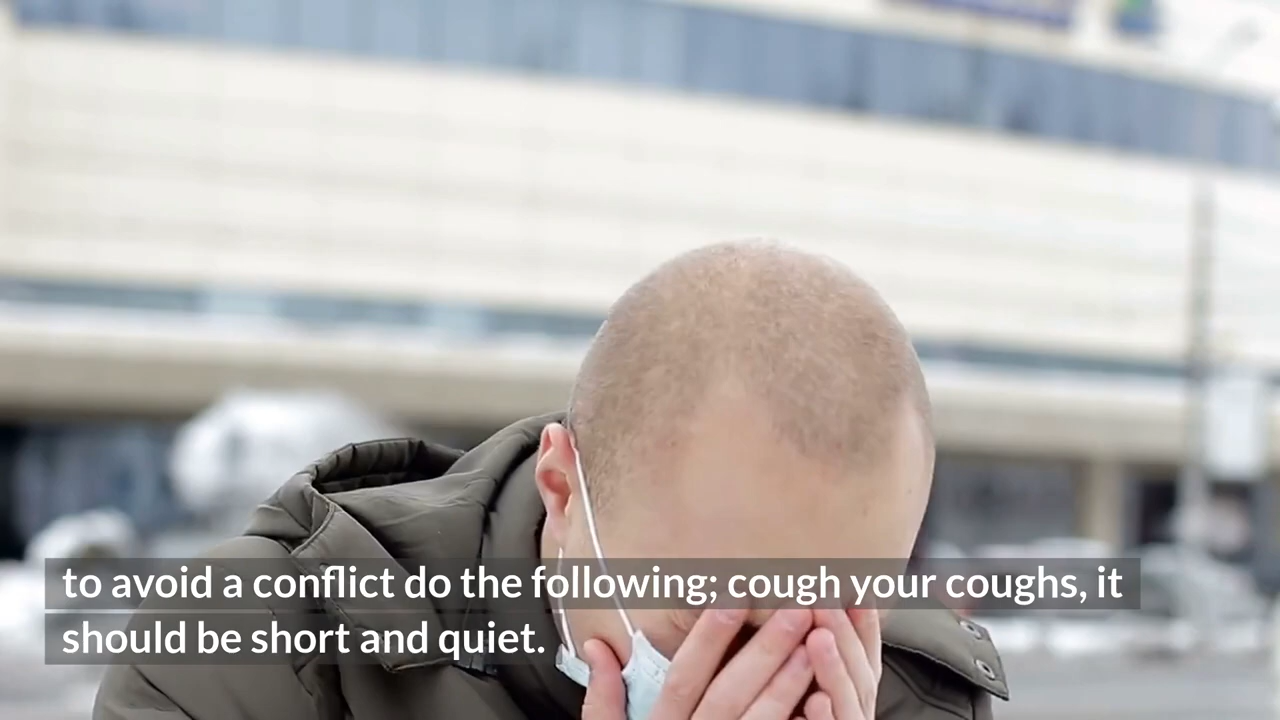 to avoid a conflict do the following; cough your coughs, it
should be short and quiet.